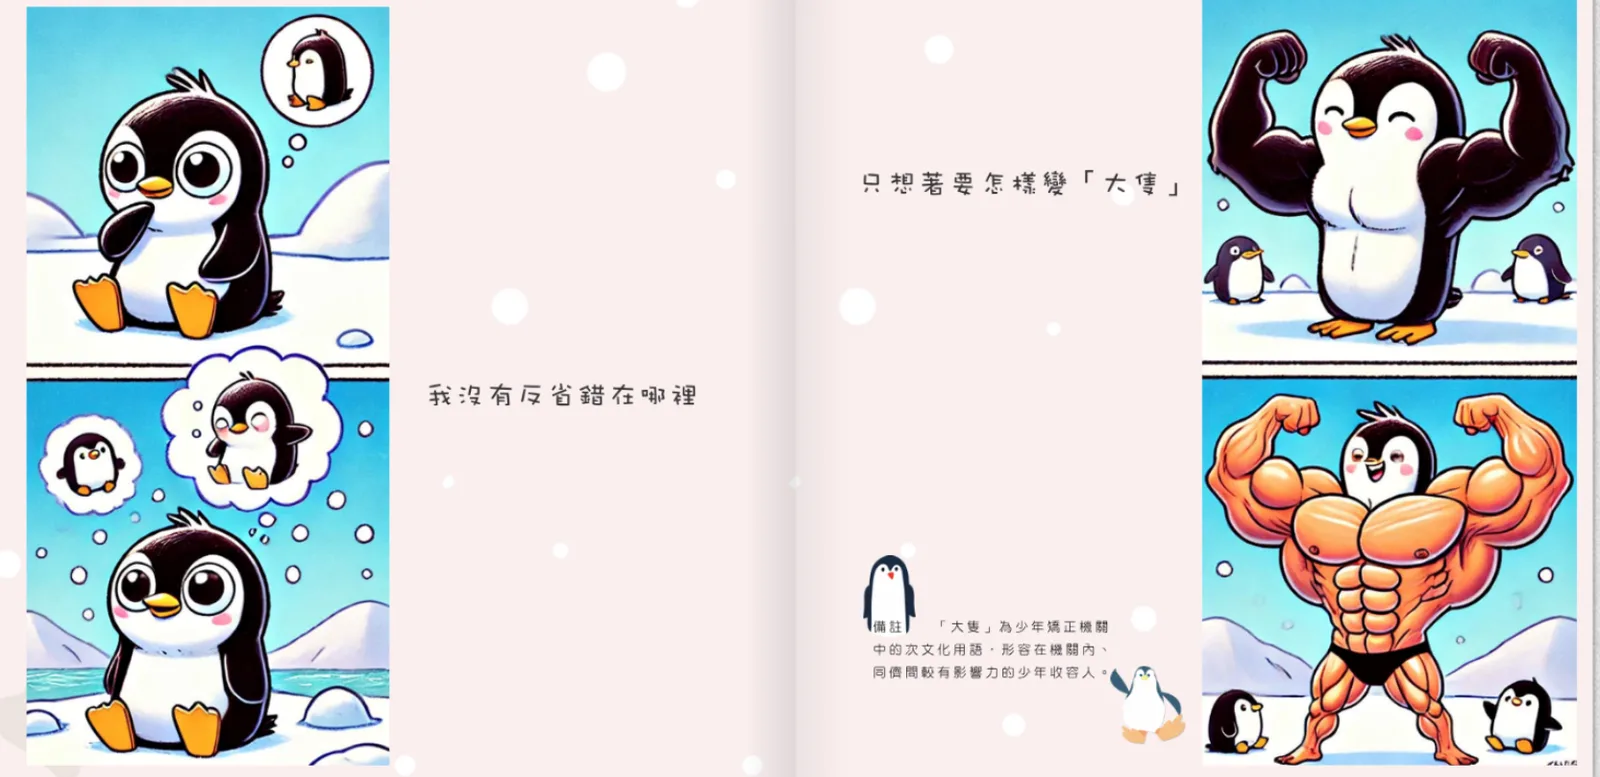 我沒有反省錯在哪裡
只想著要怎樣變「大隻」
備註　「大隻」為少年矯正機關
中的次文化用語，形容在機關內、
同儕間較有影響力的少年收容人。